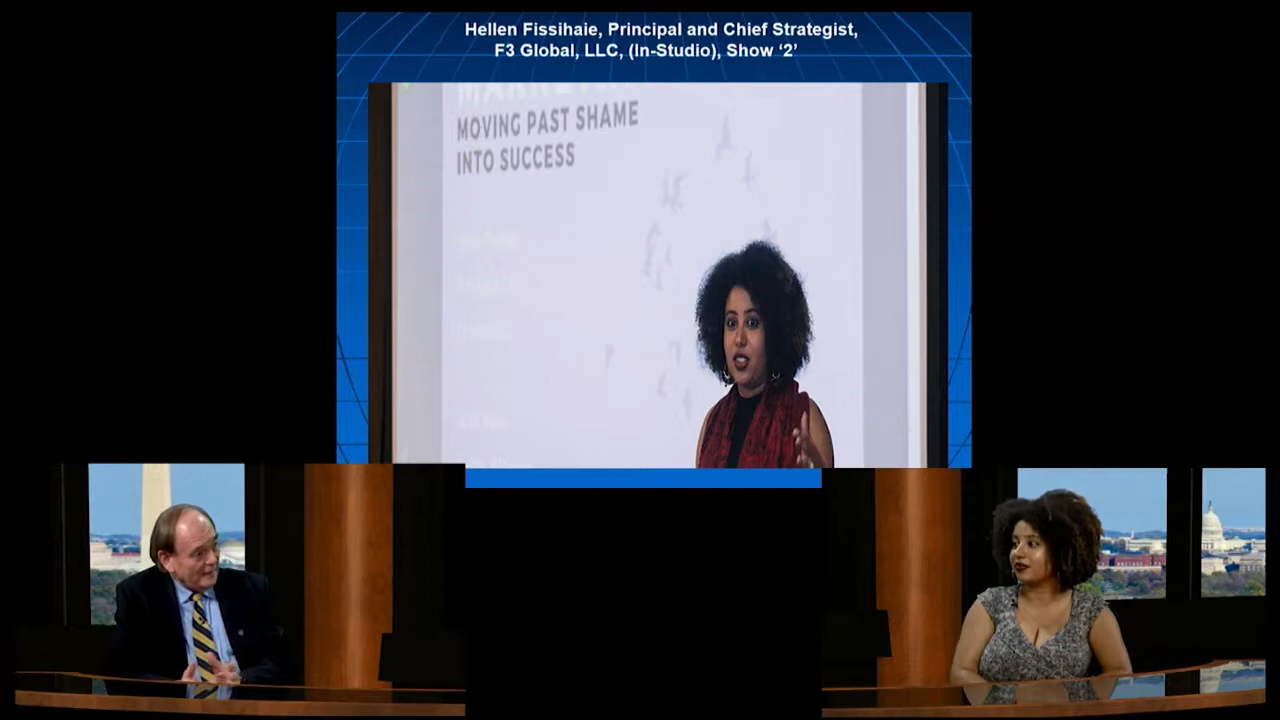 Hellen Fissihaie, Principal and Chief Strategist,
F3 Global, LLC, (In-Studio), Show ‘2’
MOVING PAST SHAME
INTO SUCCESS